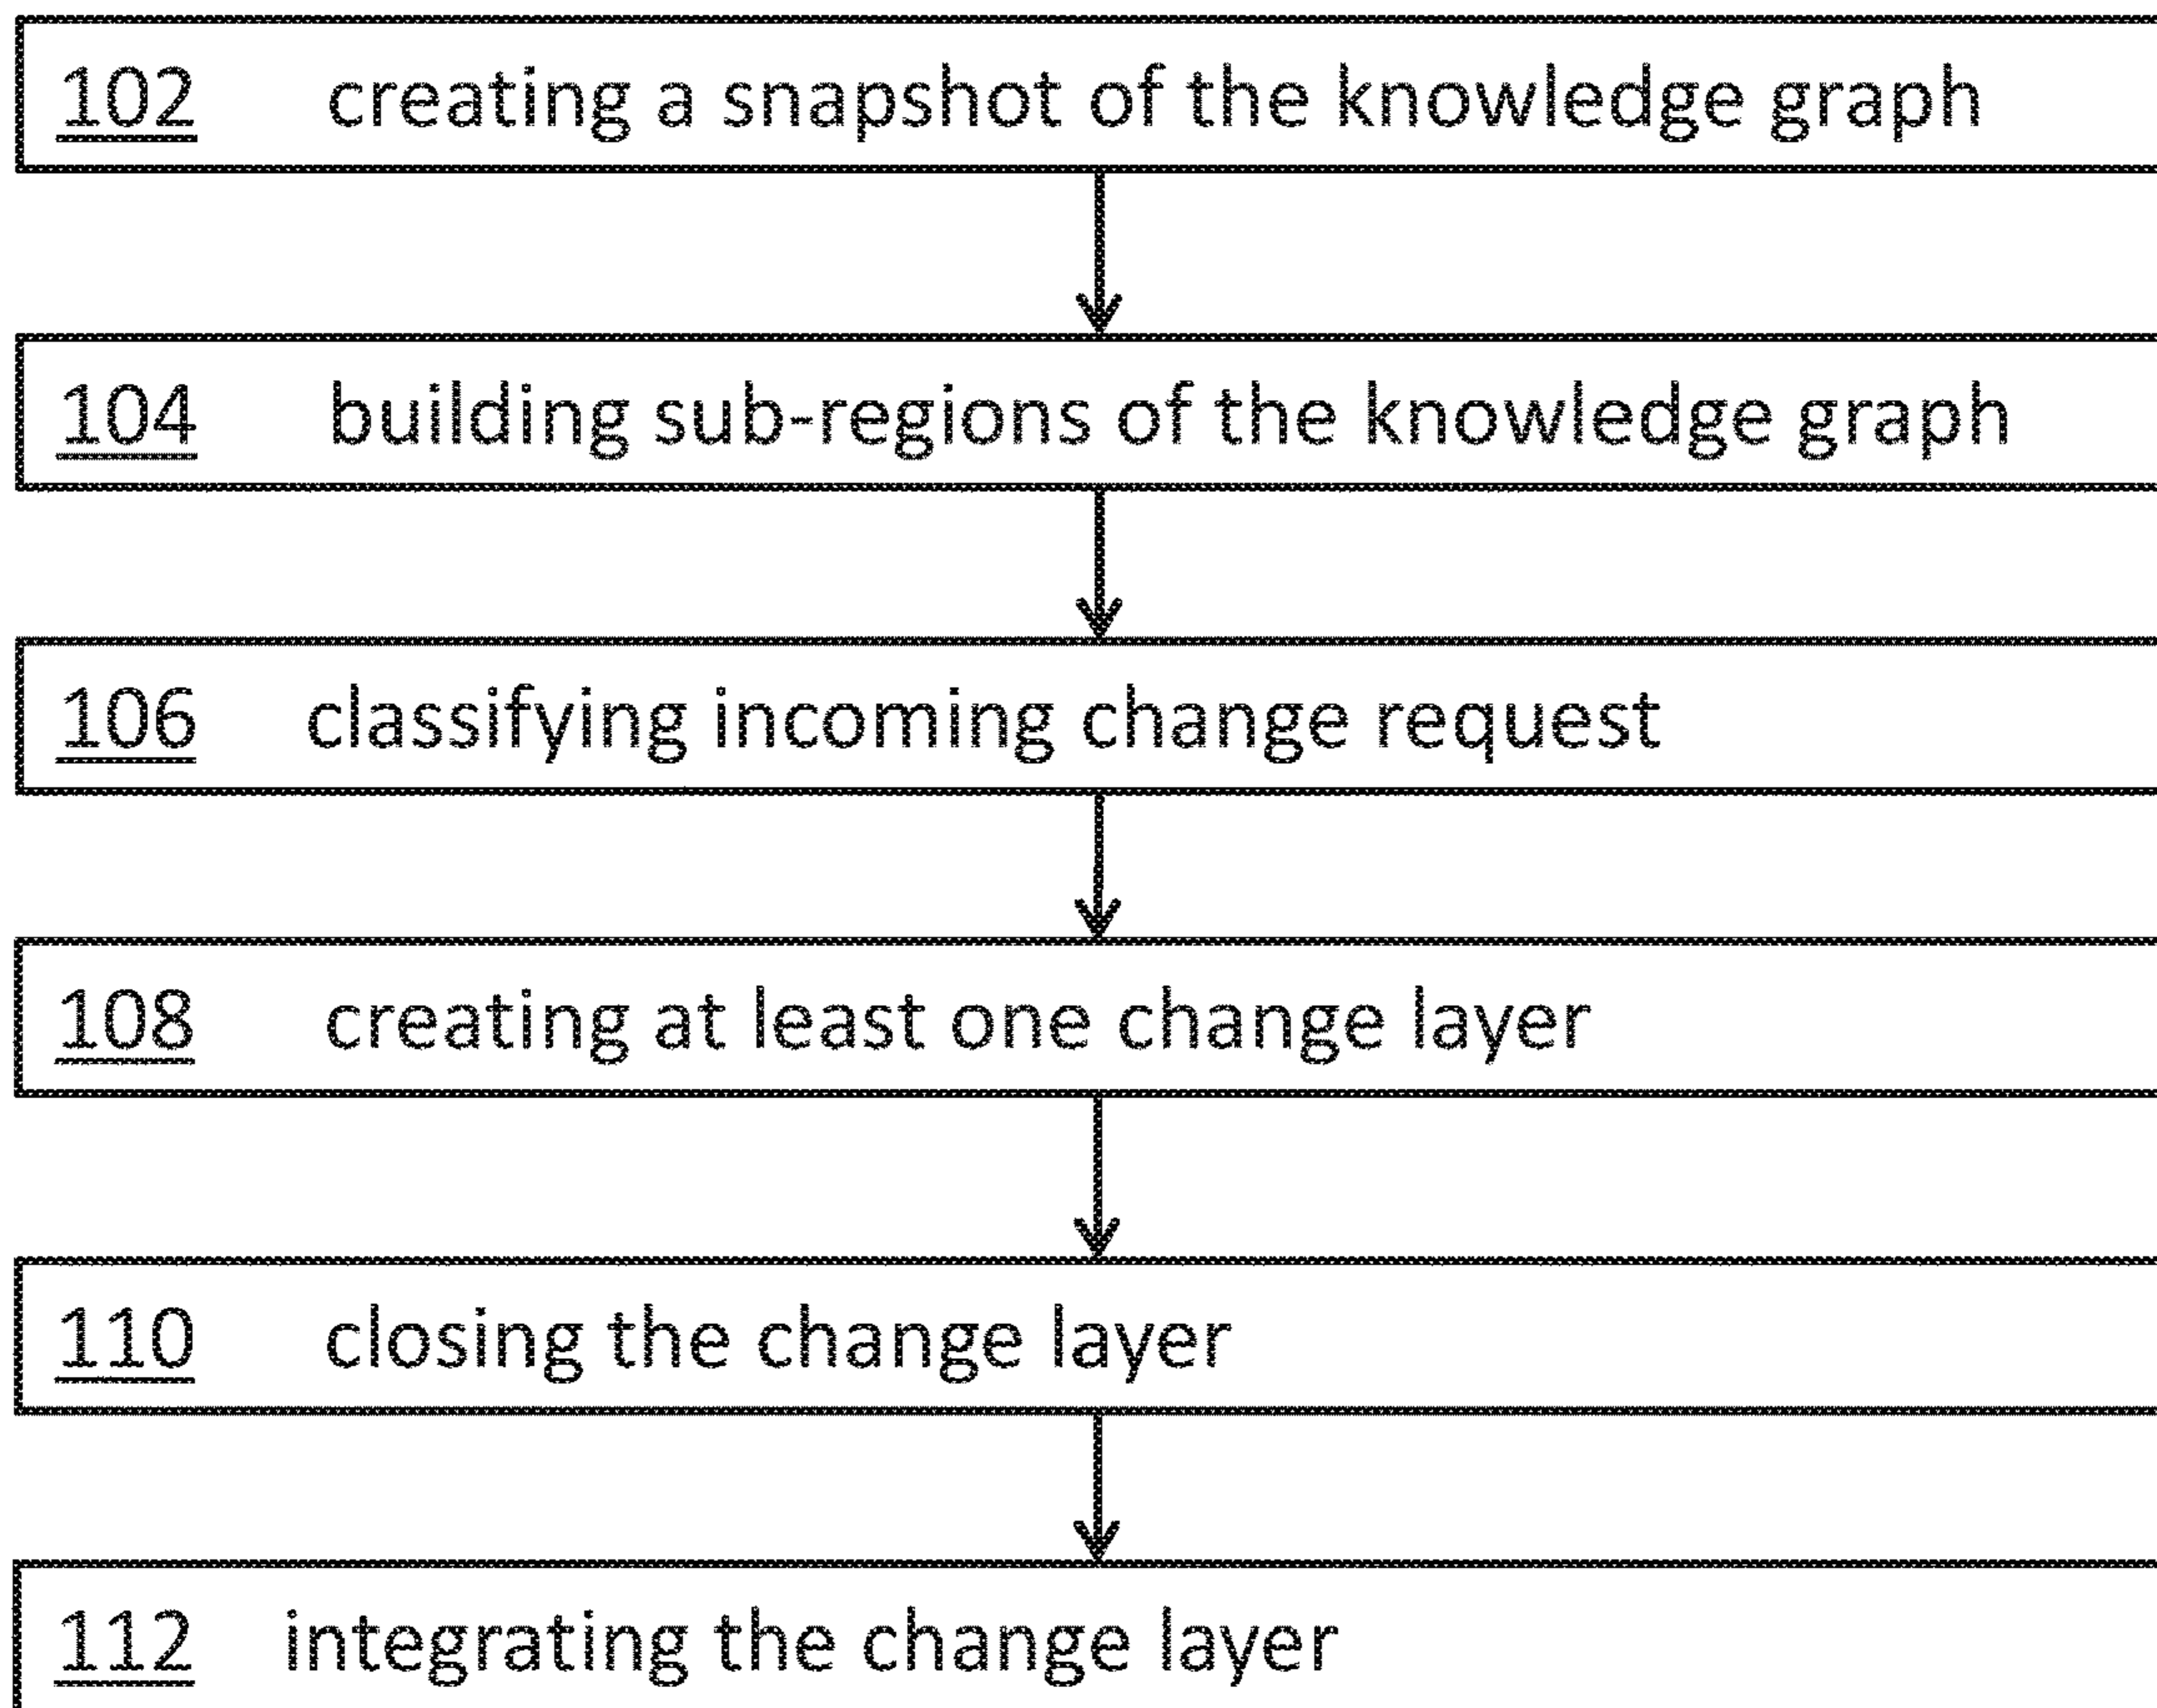 102 creating a snapshot of the knowledge graph
104 building sub-regions of the knowledge graph
106 classifying incoming change request
108 creating at least one change layer
110 closing the change layer
112 integrating the change layer